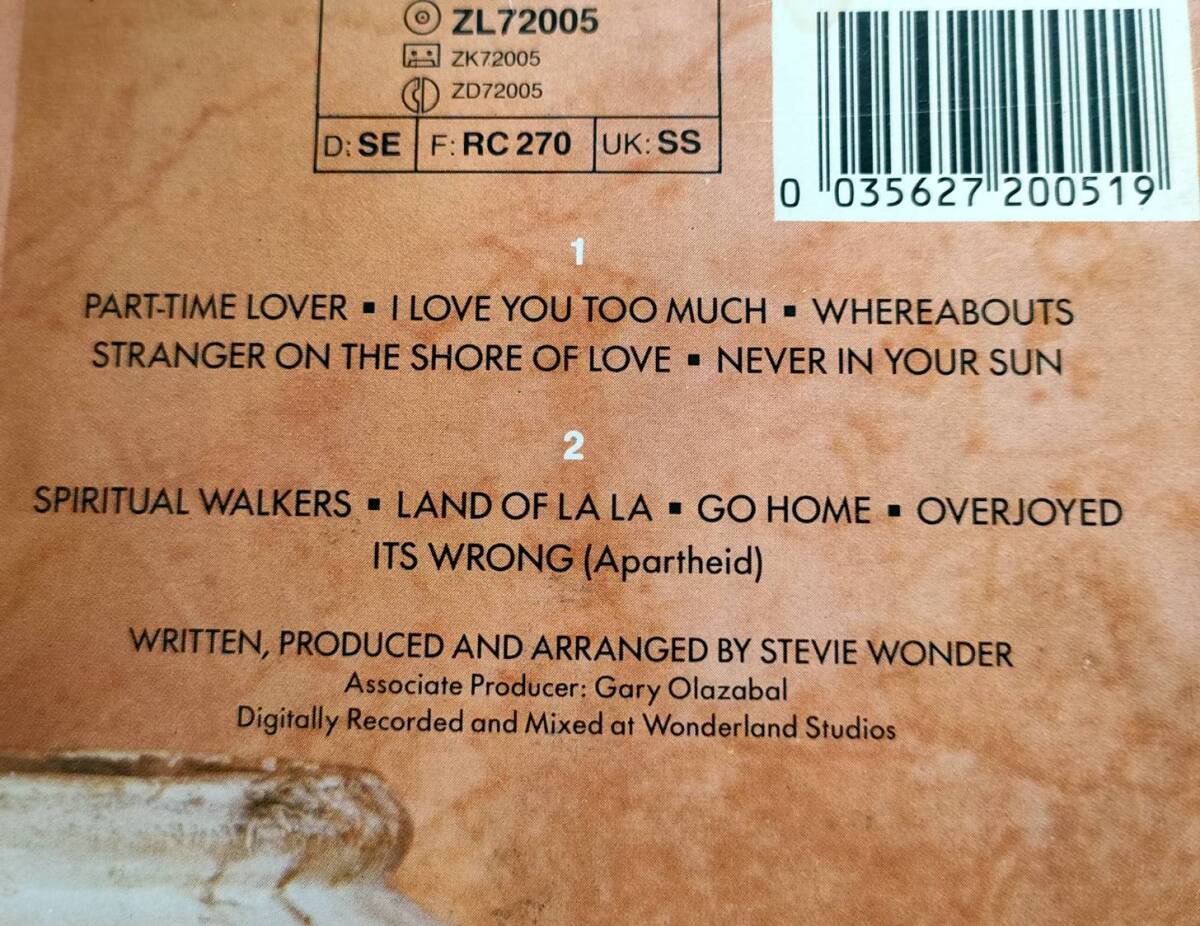 ZL72005
ZK72005
ZD72005
D: SE F: RC 270 UK: SS
0 035627 200519
1
PART-TIME LOVER ▪ I LOVE YOU TOO MUCH ▪ WHEREABOUTS
STRANGER ON THE SHORE OF LOVE ▪ NEVER IN YOUR SUN
2
SPIRITUAL WALKERS ▪ LAND OF LA LA ▪ GO HOME ▪ OVERJOYED
ITS WRONG (Apartheid)
WRITTEN, PRODUCED AND ARRANGED BY STEVIE WONDER
Associate Producer: Gary Olazabal
Digitally Recorded and Mixed at Wonderland Studios